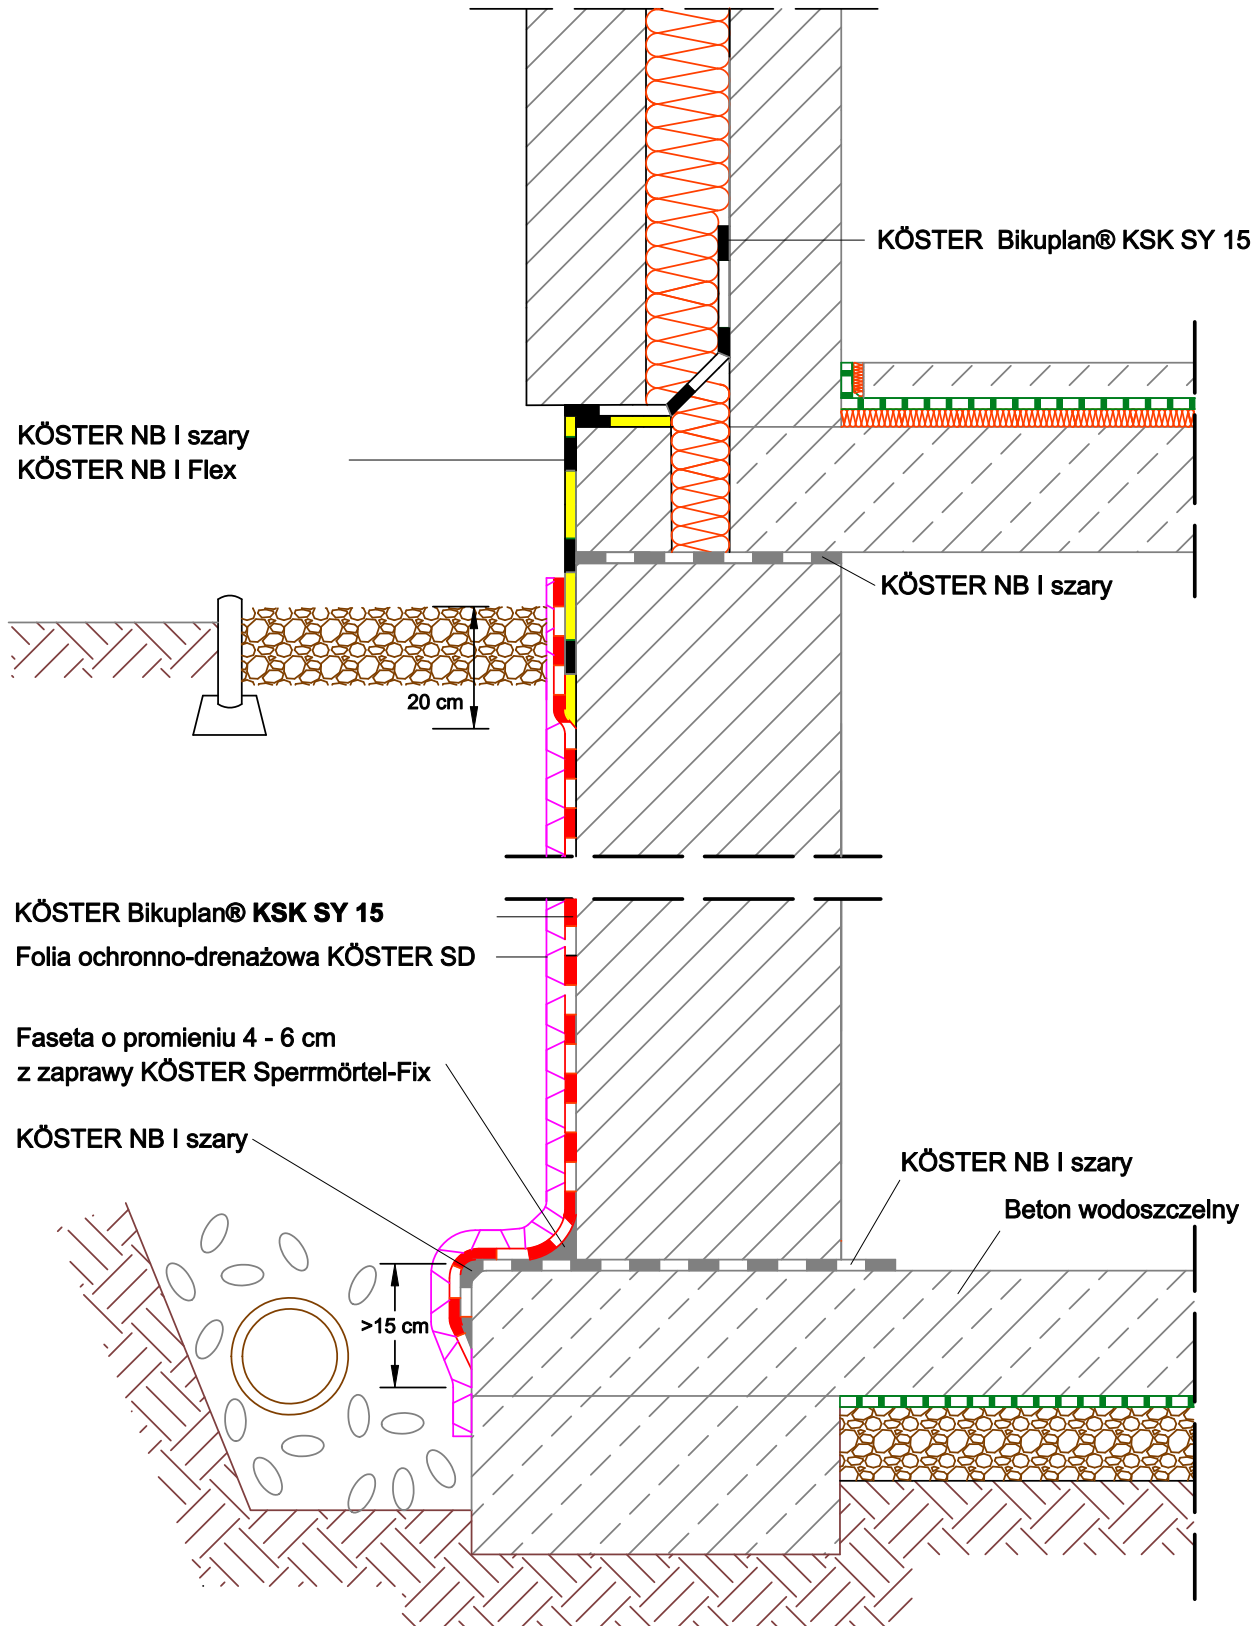 KÖSTER Bikuplan® KSK SY 15
KÖSTER NB I szary
KÖSTER NB I Flex
KÖSTER NB I szary
20 cm
KÖSTER Bikuplan® KSK SY 15
Folia ochronno-drenażowa KÖSTER SD
Faseta o promieniu 4 - 6 cm
z zaprawy KÖSTER Sperrmörtel-Fix
KÖSTER NB I szary
KÖSTER NB I szary
Beton wodoszczelny
>15 cm